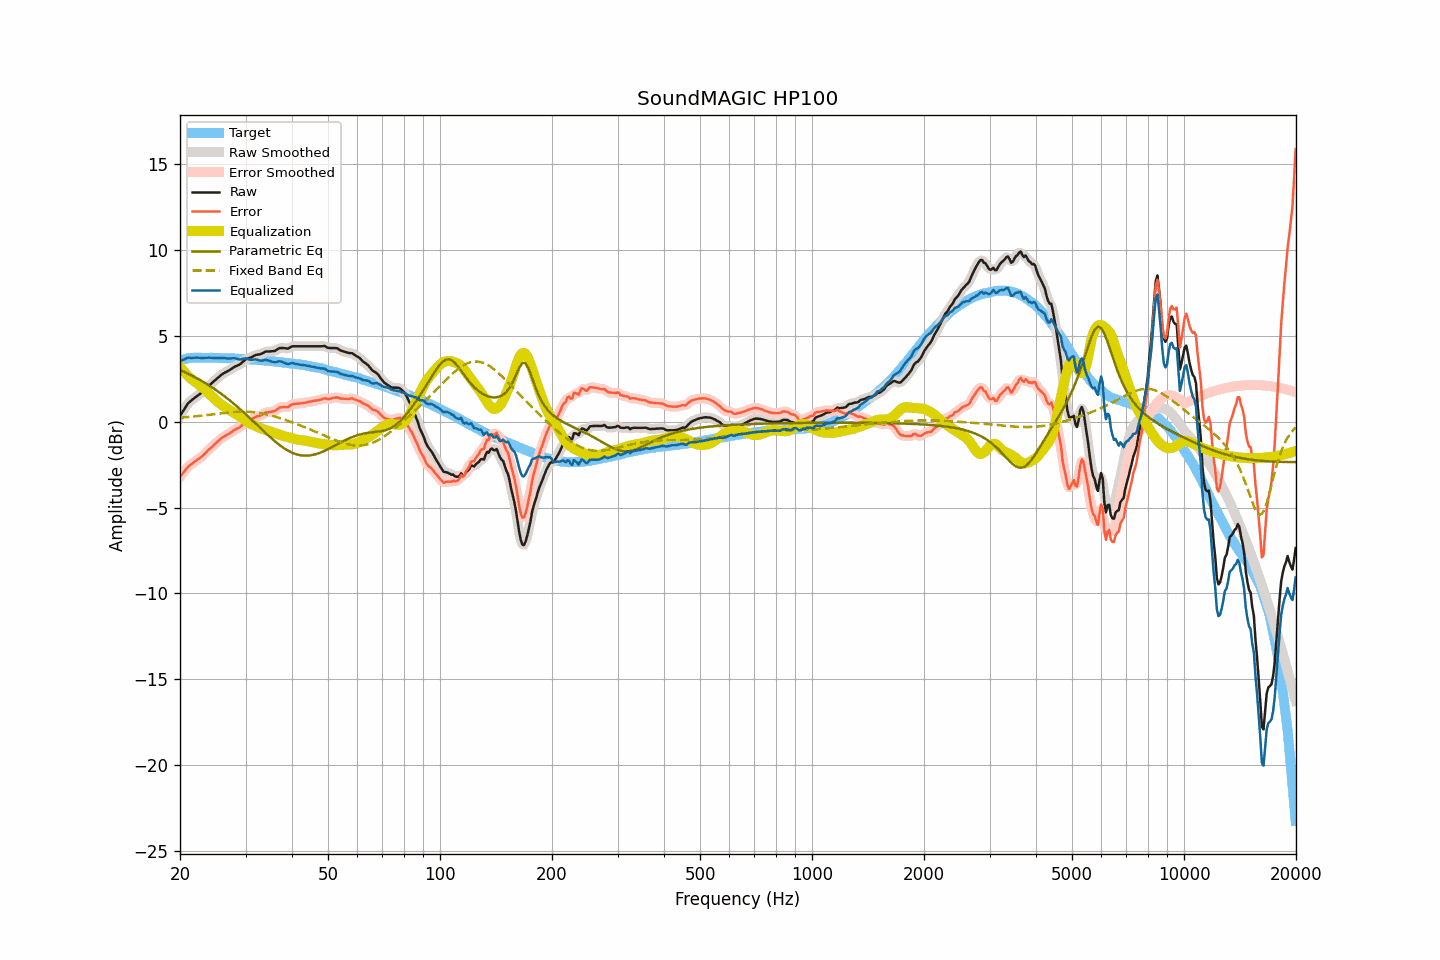 SoundMAGIC HP100
Target
Raw Smoothed
Error Smoothed
Raw
Error
Equalization
Parametric Eq
Fixed Band Eq
Equalized
15
10
5
0
−5
−10
−15
−20
−25
Amplitude (dBr)
20 50 100 200 500 1000 2000 5000 10000 20000
Frequency (Hz)